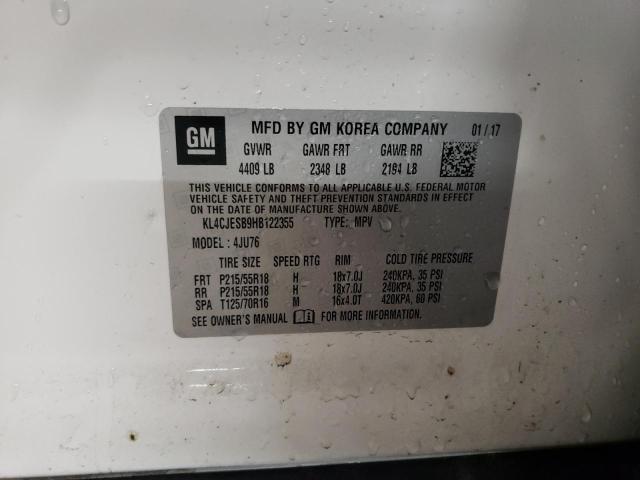 GM MFD BY GM KOREA COMPANY 01/17
GVWR GAWR FRT GAWR RR
4409 LB 2348 LB 2194 LB
THIS VEHICLE CONFORMS TO ALL APPLICABLE U.S. FEDERAL MOTOR
VEHICLE SAFETY AND THEFT PREVENTION STANDARDS IN EFFECT ON
THE DATE OF MANUFACTURE SHOWN ABOVE.
KL4CJESB9HB122355 TYPE: MPV
MODEL: 4JU76
TIRE SIZE SPEED RTG RIM COLD TIRE PRESSURE
FRT P215/55R18 H 18x7.0J 240KPA, 35 PSI
RR P215/55R18 H 18x7.0J 240KPA, 35 PSI
SPA T125/70R16 M 16x4.0T 420KPA, 60 PSI
SEE OWNER'S MANUAL FOR MORE INFORMATION.